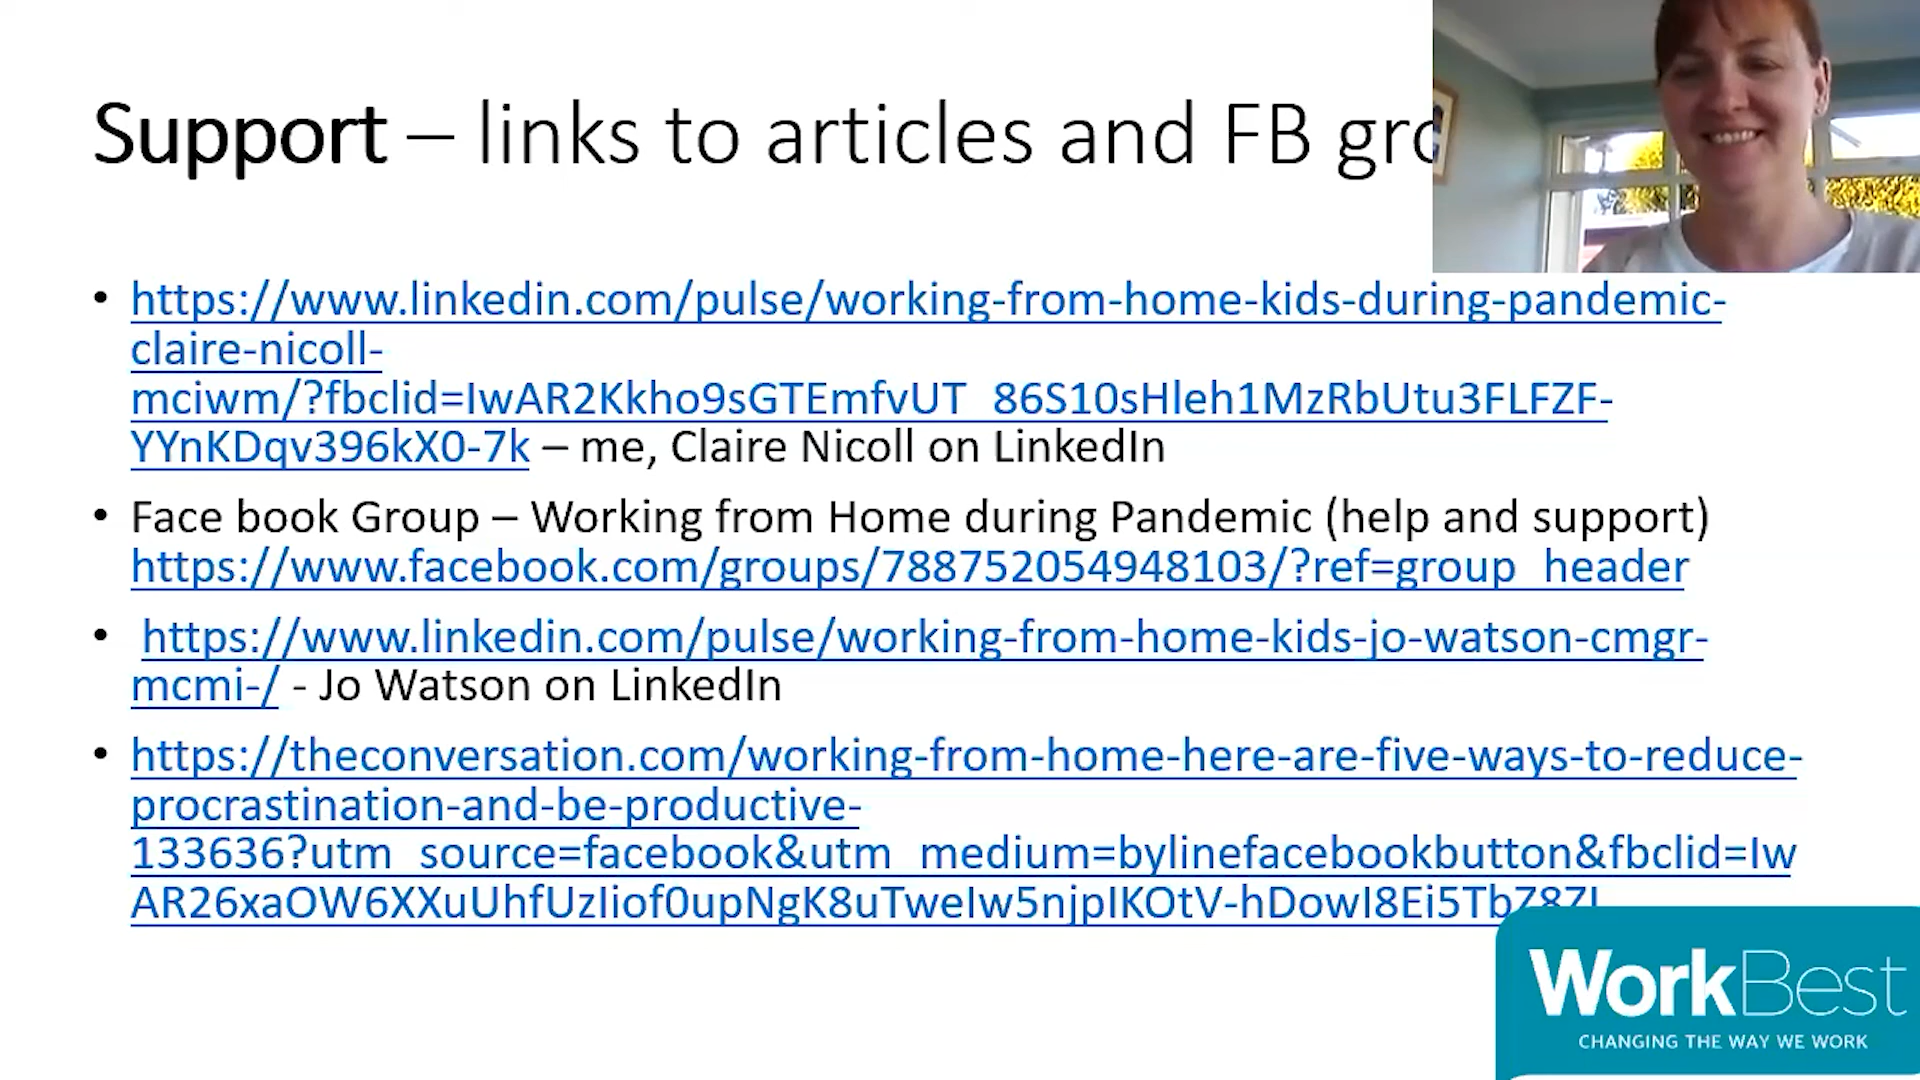 Support – links to articles and FB
• https://www.linkedin.com/pulse/working-from-home-kids-during-pandemic-
claire-nicoll-
mciwm/?fbclid=IwAR2Kkho9sGTEmfvUT_86S10sHleh1MzRbUtu3FLFZF-
YYnKDqv396kX0-7k – me, Claire Nicoll on LinkedIn
• Face book Group – Working from Home during Pandemic (help and support)
https://www.facebook.com/groups/788752054948103/?ref=group_header
• https://www.linkedin.com/pulse/working-from-home-kids-jo-watson-cmgr-
mcmi-/ - Jo Watson on LinkedIn
• https://theconversation.com/working-from-home-here-are-five-ways-to-reduce-
procrastination-and-be-productive-
133636?utm_source=facebook&utm_medium=bylinefacebookbutton&fbclid=Iw
AR26xaOW6XXuUhfUzIiof0upNgK8uTweIw5njpIKOtV-hDowI8Ei5TbZ8ZI
WorkBest
CHANGING THE WAY WE WORK